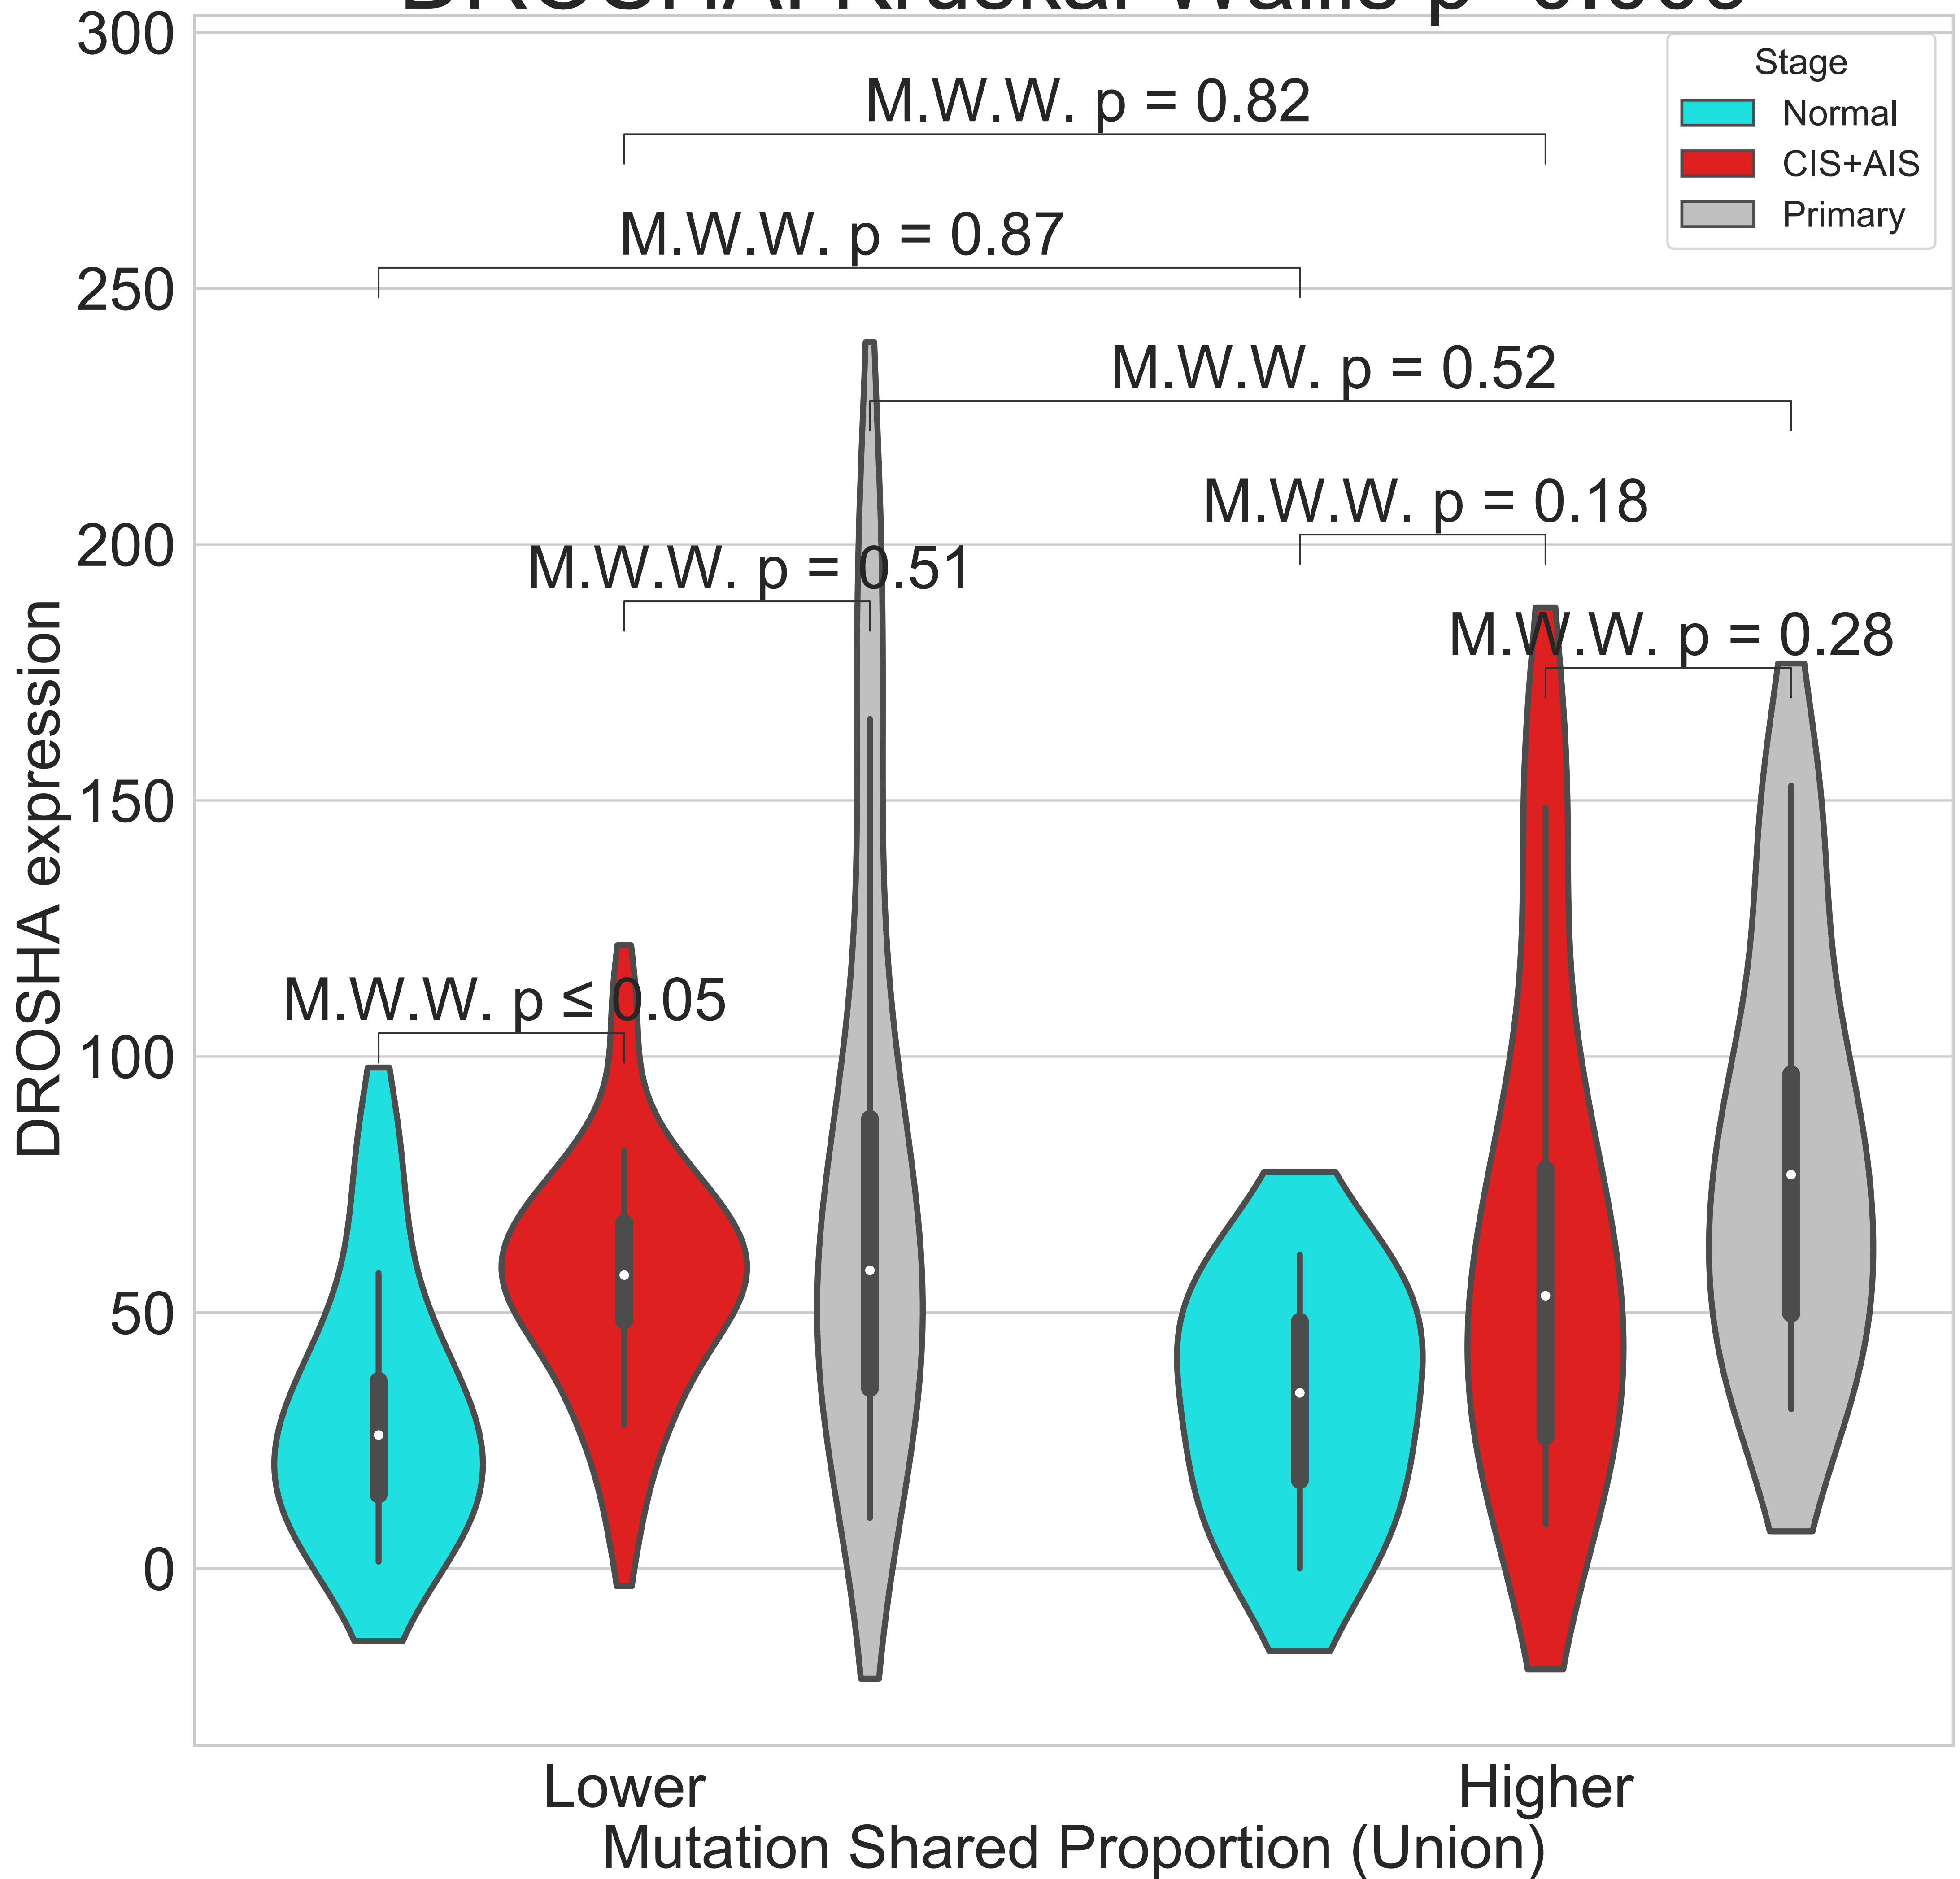 300
Stage
Normal
CIS+AIS
Primary
M.W.W. p = 0.82
M.W.W. p = 0.87
250
M.W.W. p = 0.52
M.W.W. p = 0.18
200
M.W.W. p = 0.51
M.W.W. p = 0.28
150
M.W.W. p ≤ 0.05
100
50
0
DROSHA expression
Lower
Higher
Mutation Shared Proportion (Union)